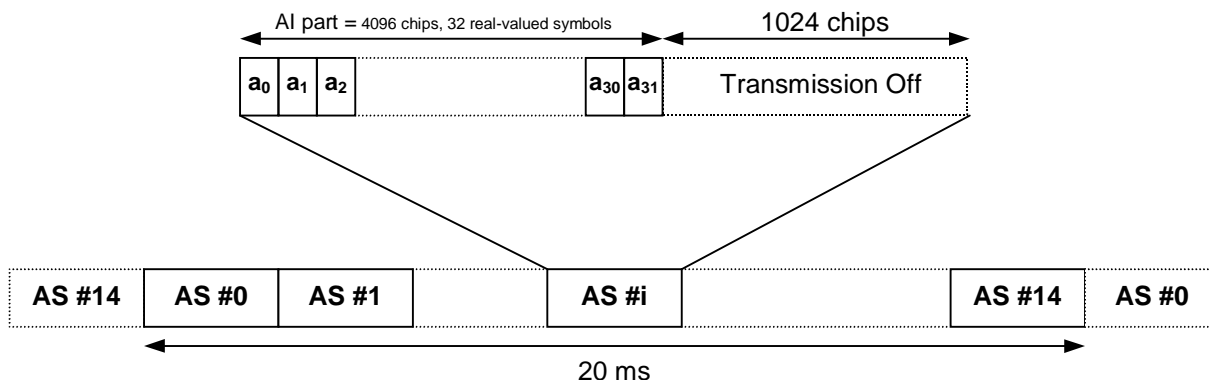 AI part = 4096 chips, 32 real-valued symbols 1024 chips
a0 a1 a2 a30 a31 Transmission Off
AS #14 AS #0 AS #1 AS #i AS #14 AS #0
20 ms